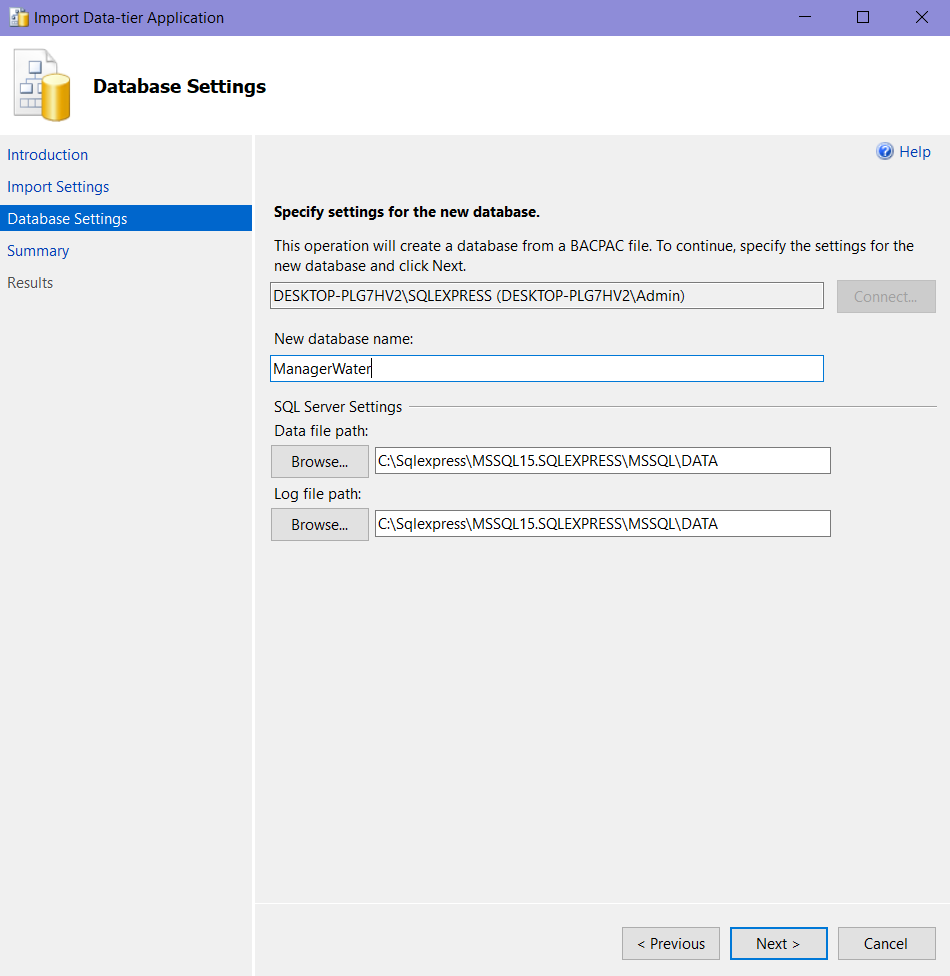 Import Data-tier Application
Database Settings
Introduction
Import Settings
Database Settings
Summary
Results
Help
Specify settings for the new database.
This operation will create a database from a BACPAC file. To continue, specify the settings for the
new database and click Next.
DESKTOP-PLG7HV2\SQLEXPRESS (DESKTOP-PLG7HV2\Admin)
Connect...
New database name:
ManagerWater
SQL Server Settings
Data file path:
Browse...
C:\Sqlexpress\MSSQL15.SQLEXPRESS\MSSQL\DATA
Log file path:
Browse...
C:\Sqlexpress\MSSQL15.SQLEXPRESS\MSSQL\DATA
< Previous
Next >
Cancel